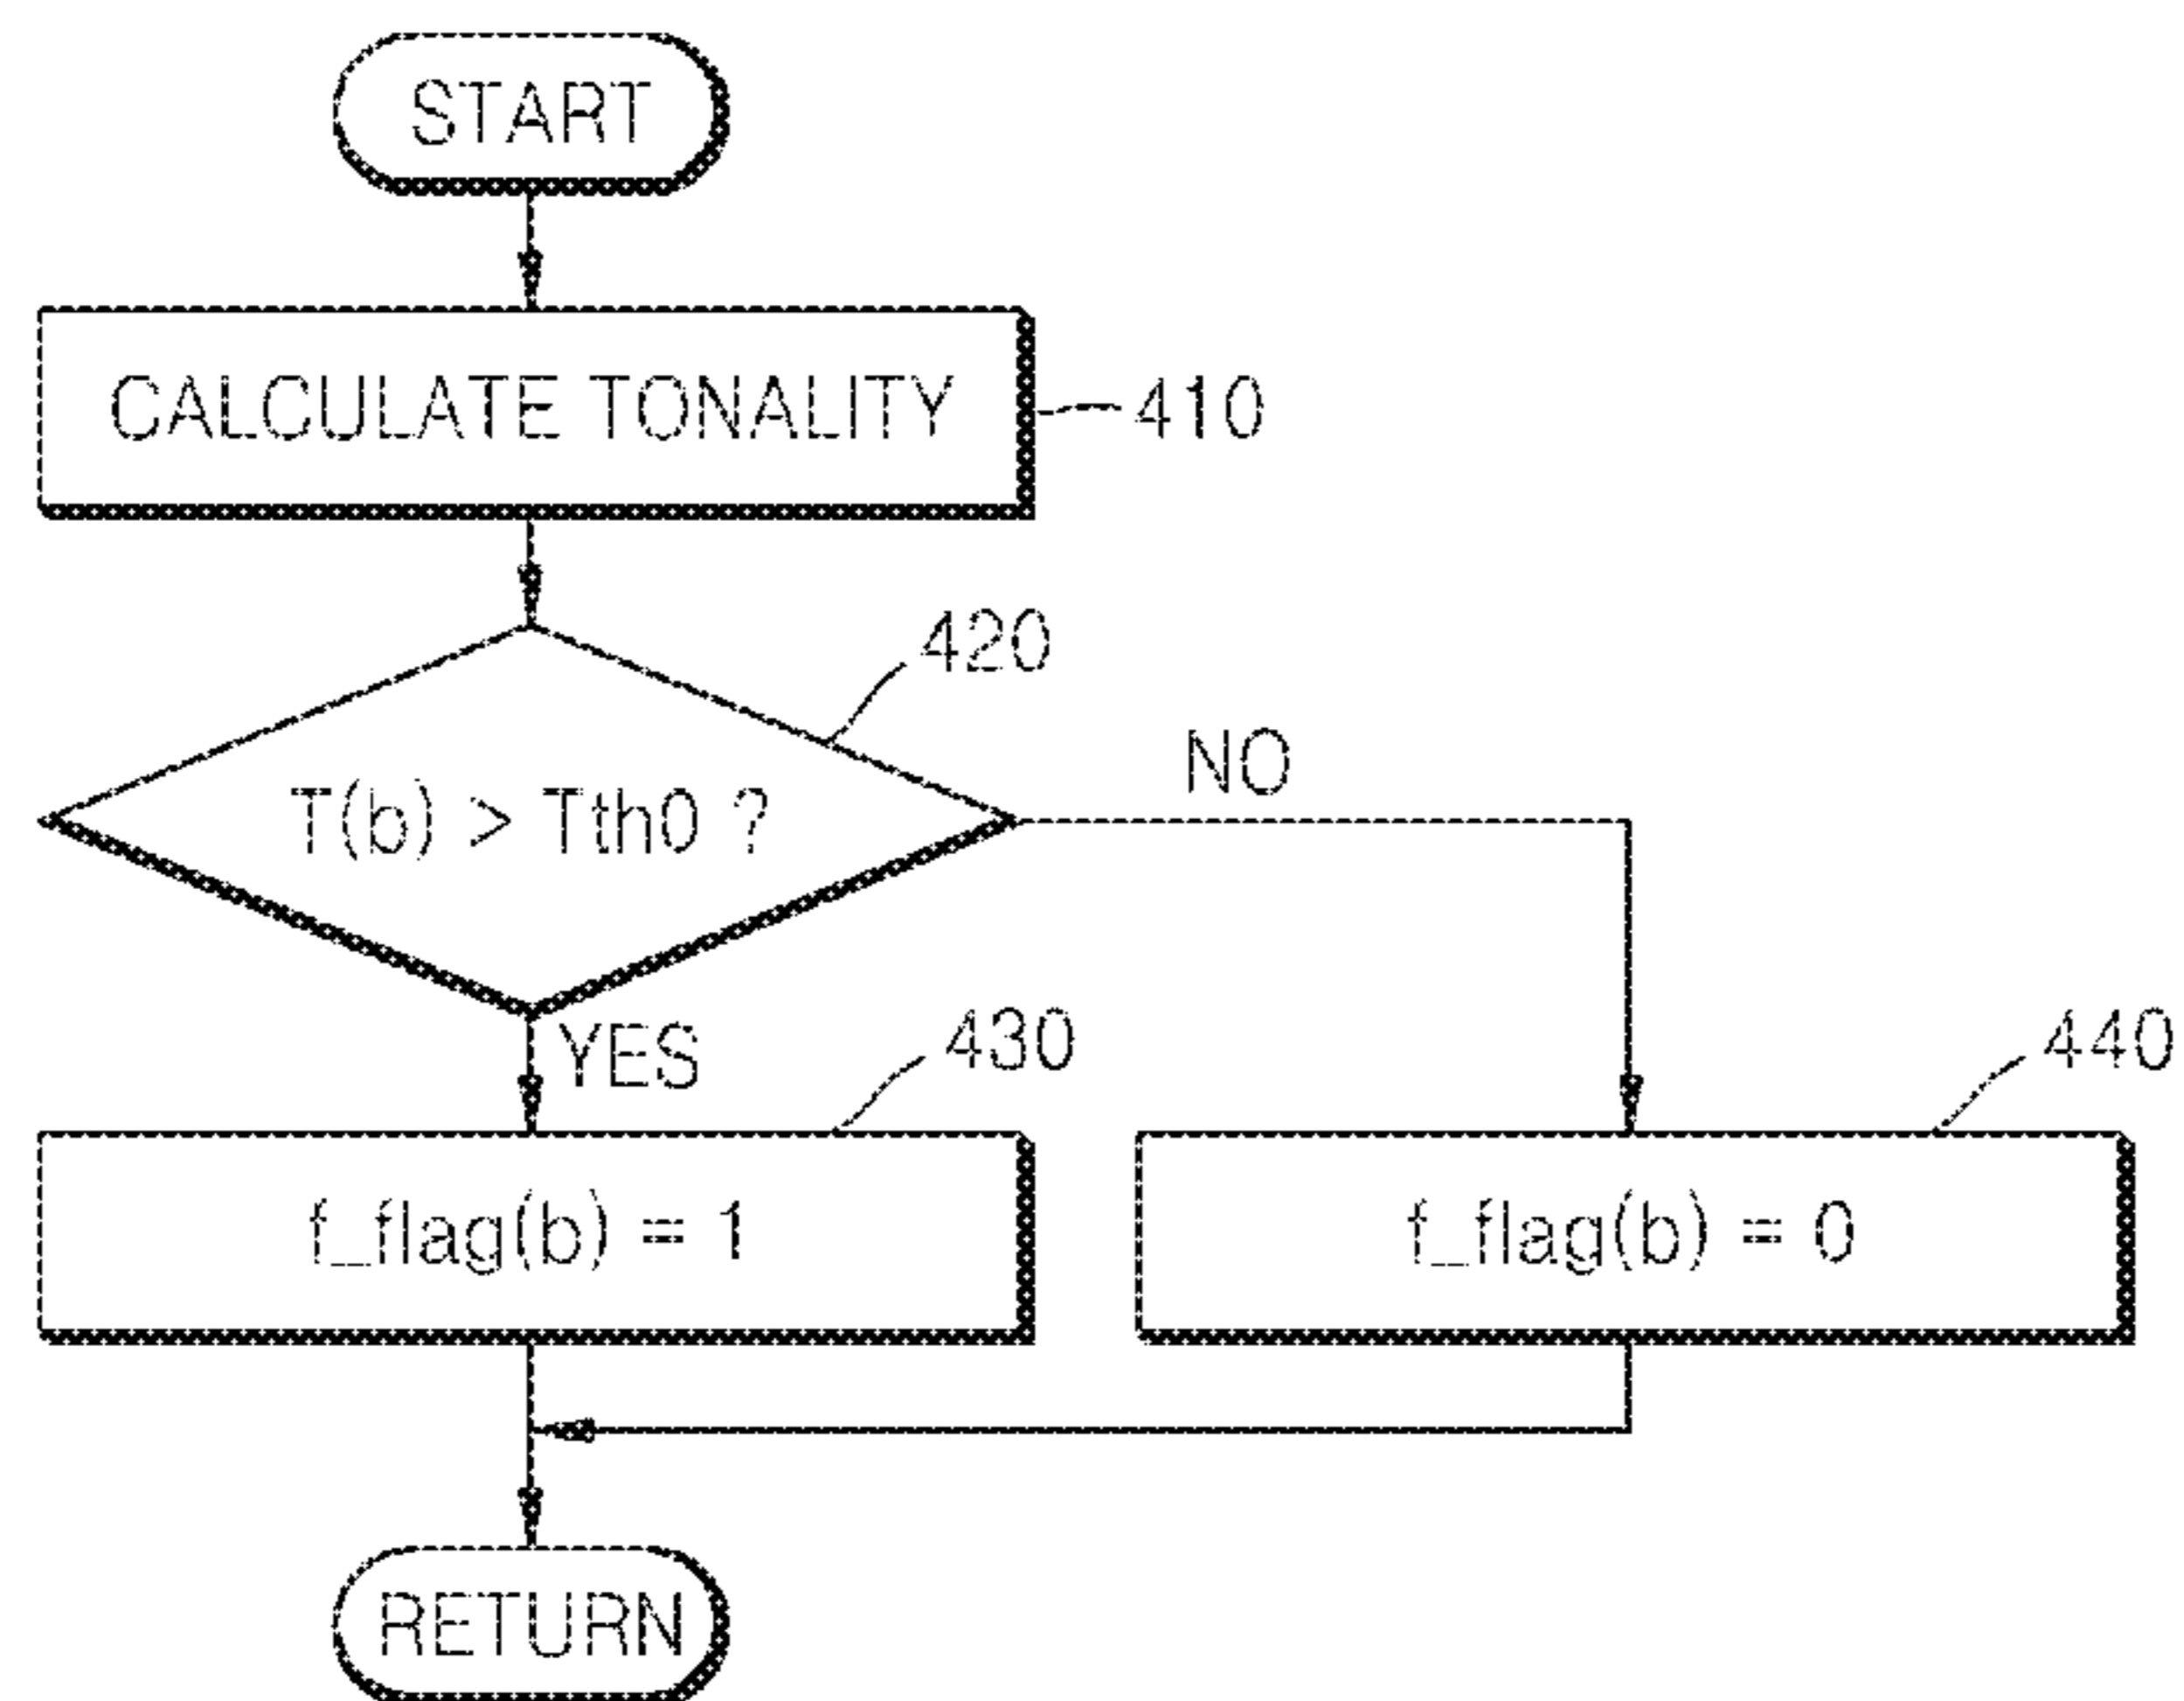 START
CALCULATE TONALITY
410
420
T(b) > Tth0 ?
NO
YES
430
440
f_flag(b) = 1
f_flag(b) = 0
RETURN